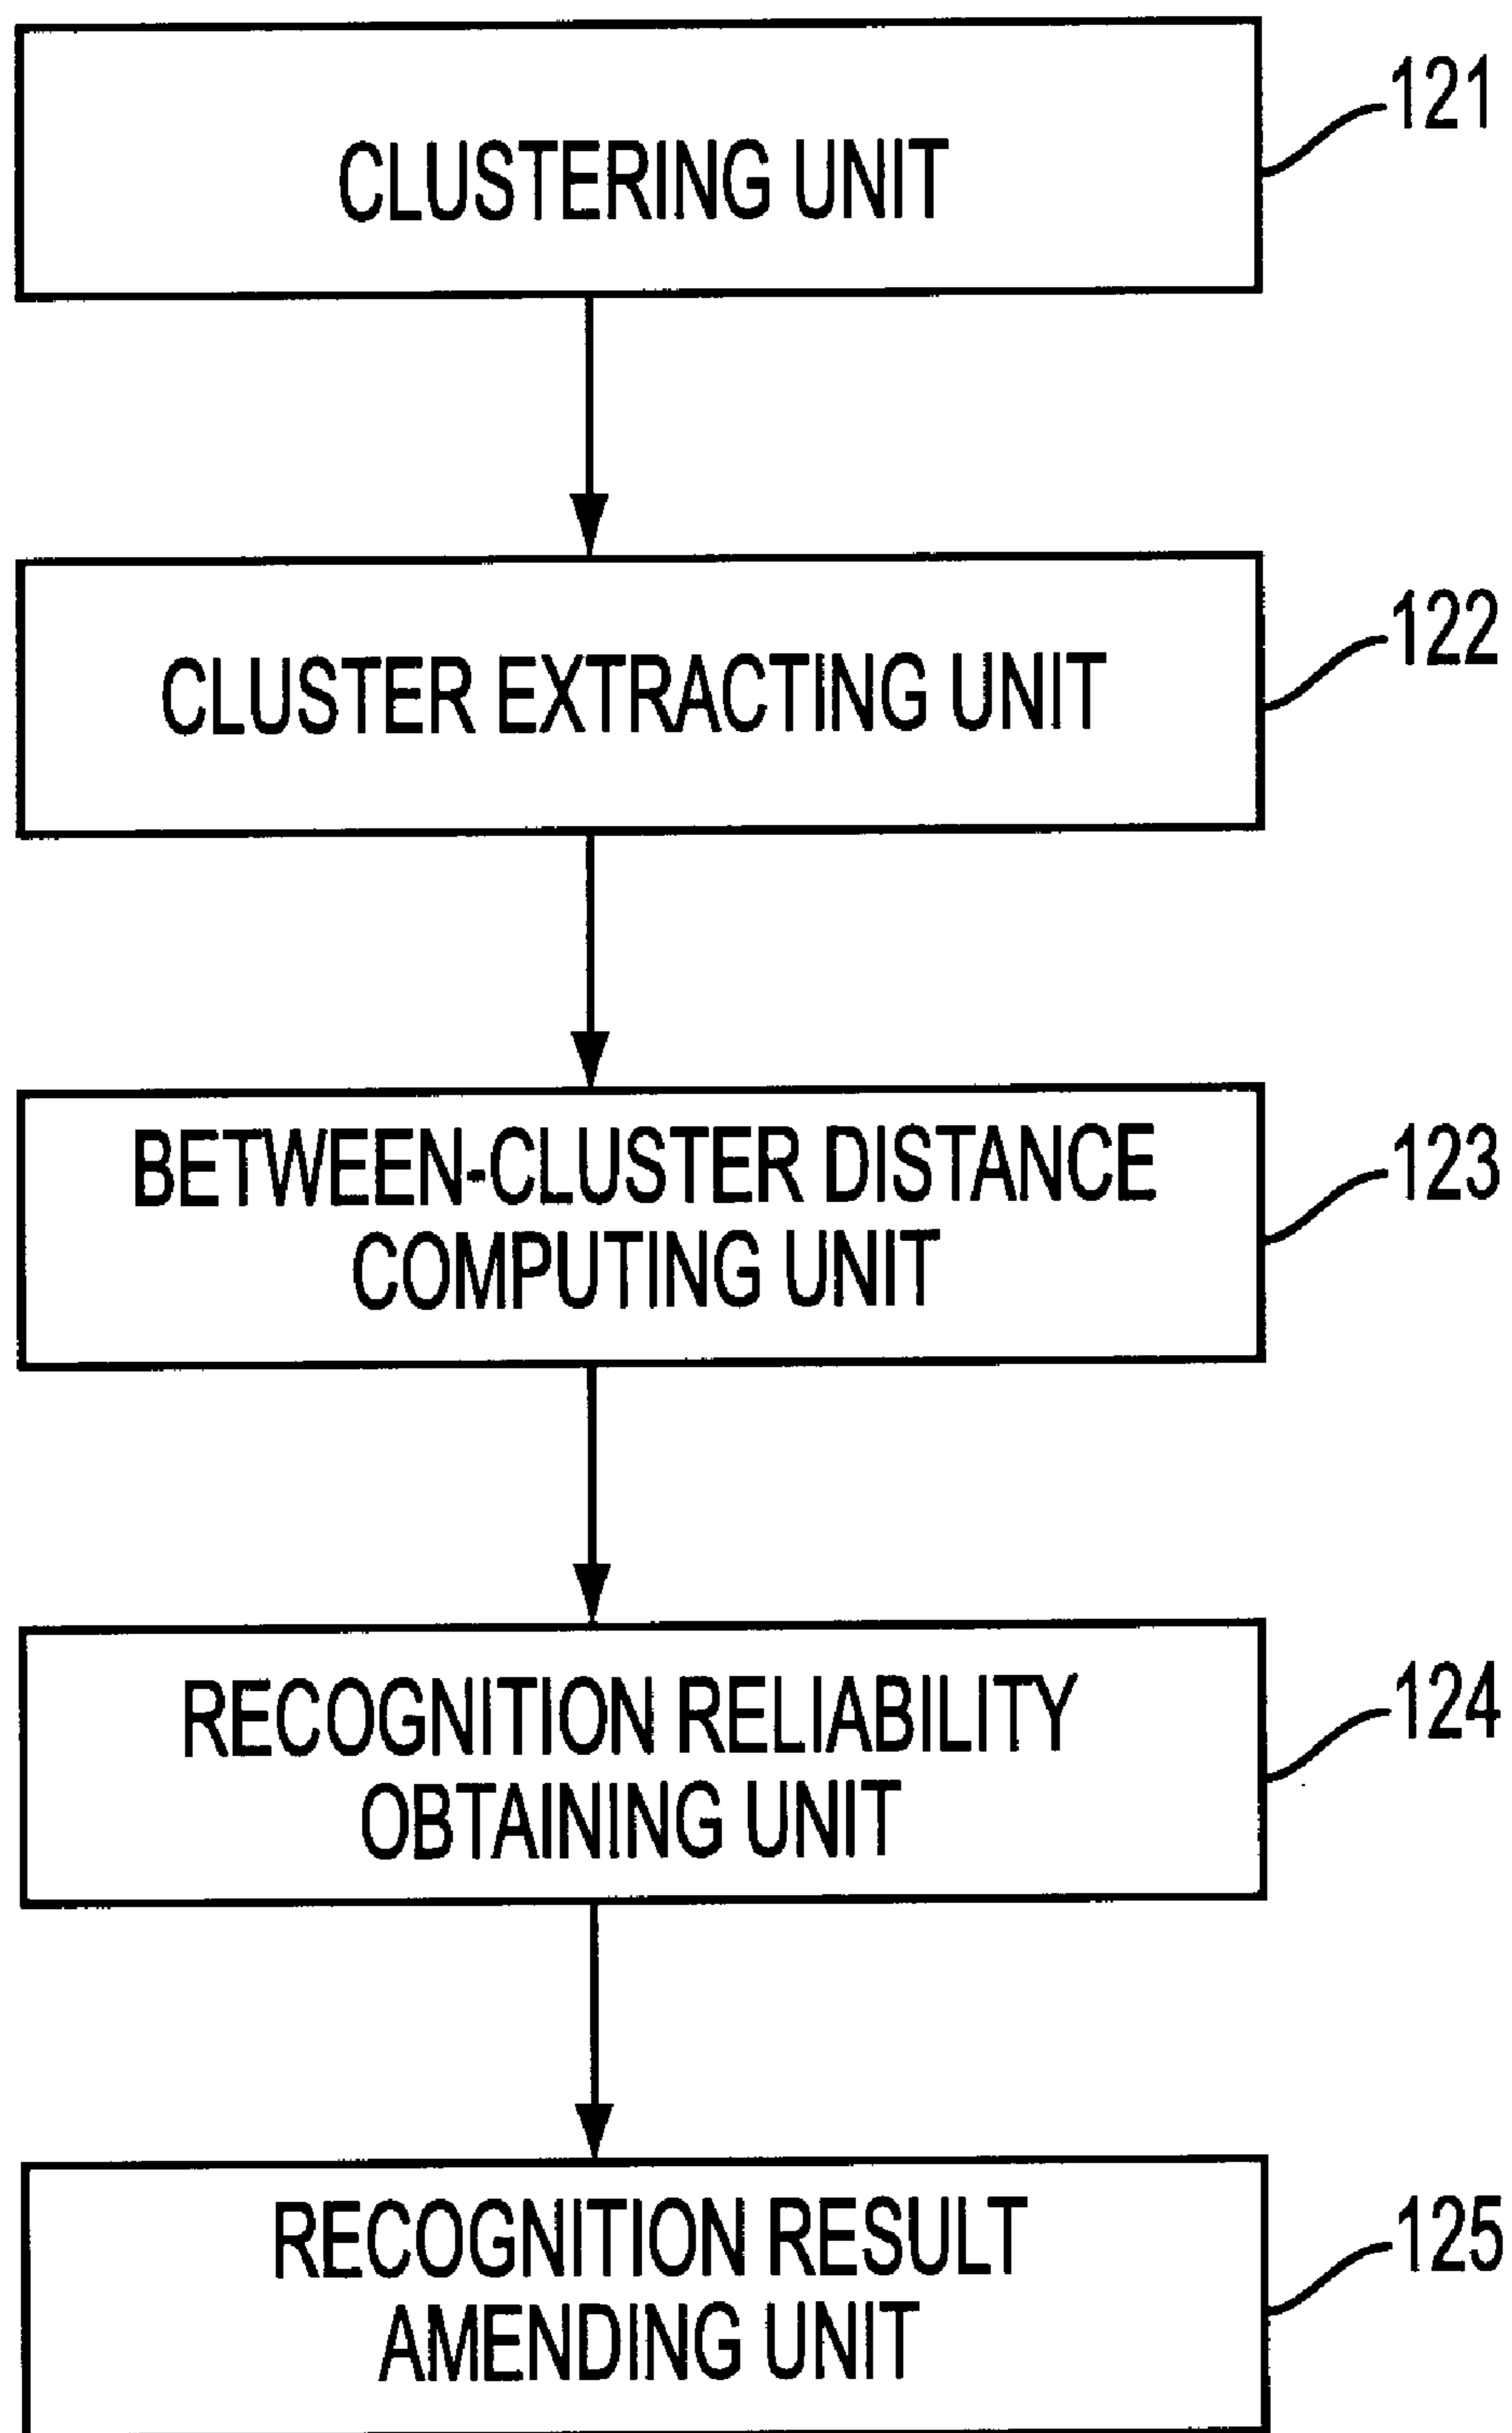 CLUSTERING UNIT
121
CLUSTER EXTRACTING UNIT
122
BETWEEN-CLUSTER DISTANCE
COMPUTING UNIT
123
RECOGNITION RELIABILITY
OBTAINING UNIT
124
RECOGNITION RESULT
AMENDING UNIT
125